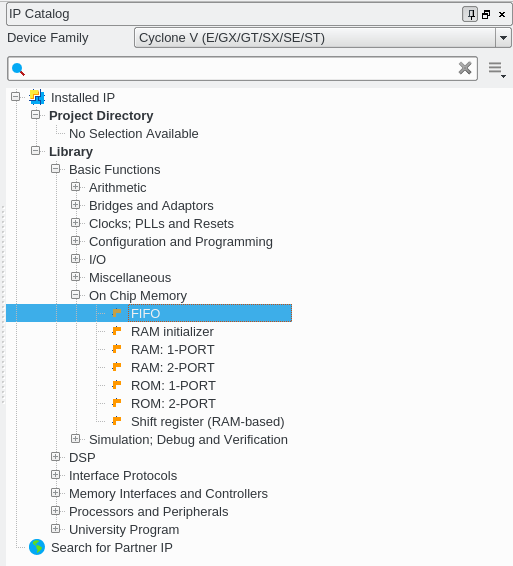 IP Catalog
Device Family Cyclone V (E/GX/GT/SX/SE/ST)
Installed IP
Project Directory
No Selection Available
Library
Basic Functions
Arithmetic
Bridges and Adaptors
Clocks; PLLs and Resets
Configuration and Programming
I/O
Miscellaneous
On Chip Memory
FIFO
RAM initializer
RAM: 1-PORT
RAM: 2-PORT
ROM: 1-PORT
ROM: 2-PORT
Shift register (RAM-based)
Simulation; Debug and Verification
DSP
Interface Protocols
Memory Interfaces and Controllers
Processors and Peripherals
University Program
Search for Partner IP